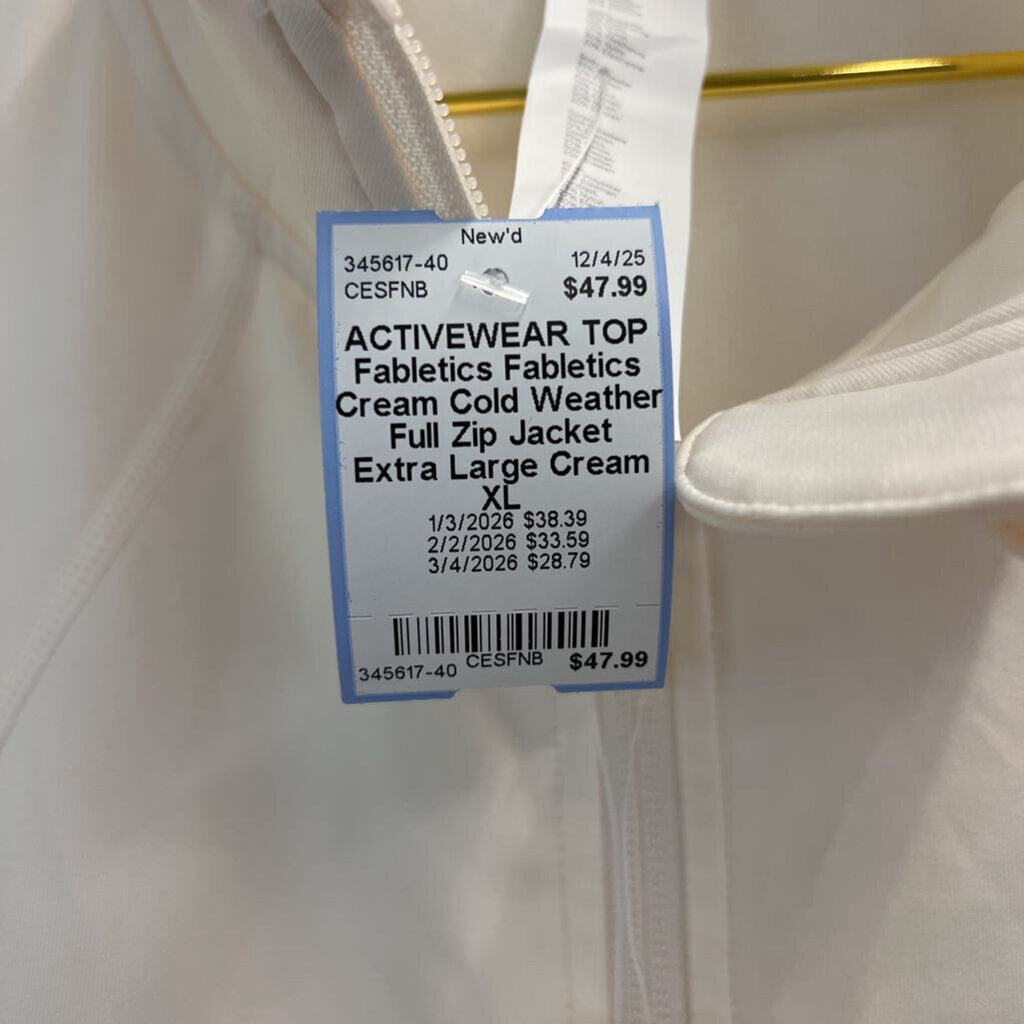 New'd
345617-40 12/4/25
CESFNB $47.99
ACTIVEWEAR TOP
Fabletics Fabletics
Cream Cold Weather
Full Zip Jacket
Extra Large Cream
XL
1/3/2026 $38.39
2/2/2026 $33.59
3/4/2026 $28.79
345617-40 CESFNB $47.99